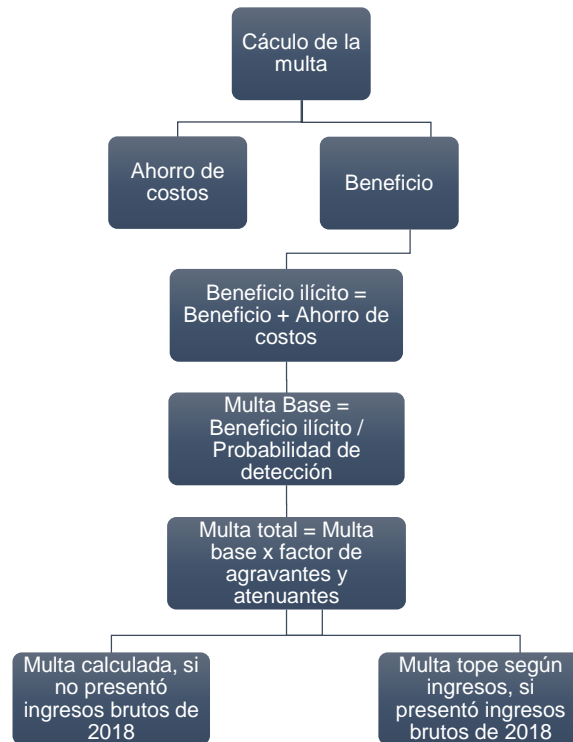 Cáculo de la
multa
Ahorro de
costos
Beneficio
Beneficio ilícito =
Beneficio + Ahorro de
costos
Multa Base =
Beneficio ilícito /
Probabilidad de
detección
Multa total = Multa
base x factor de
agravantes y
atenuantes
Multa calculada, si
no presentó
ingresos brutos de
2018
Multa tope según
ingresos, si
presentó ingresos
brutos de 2018